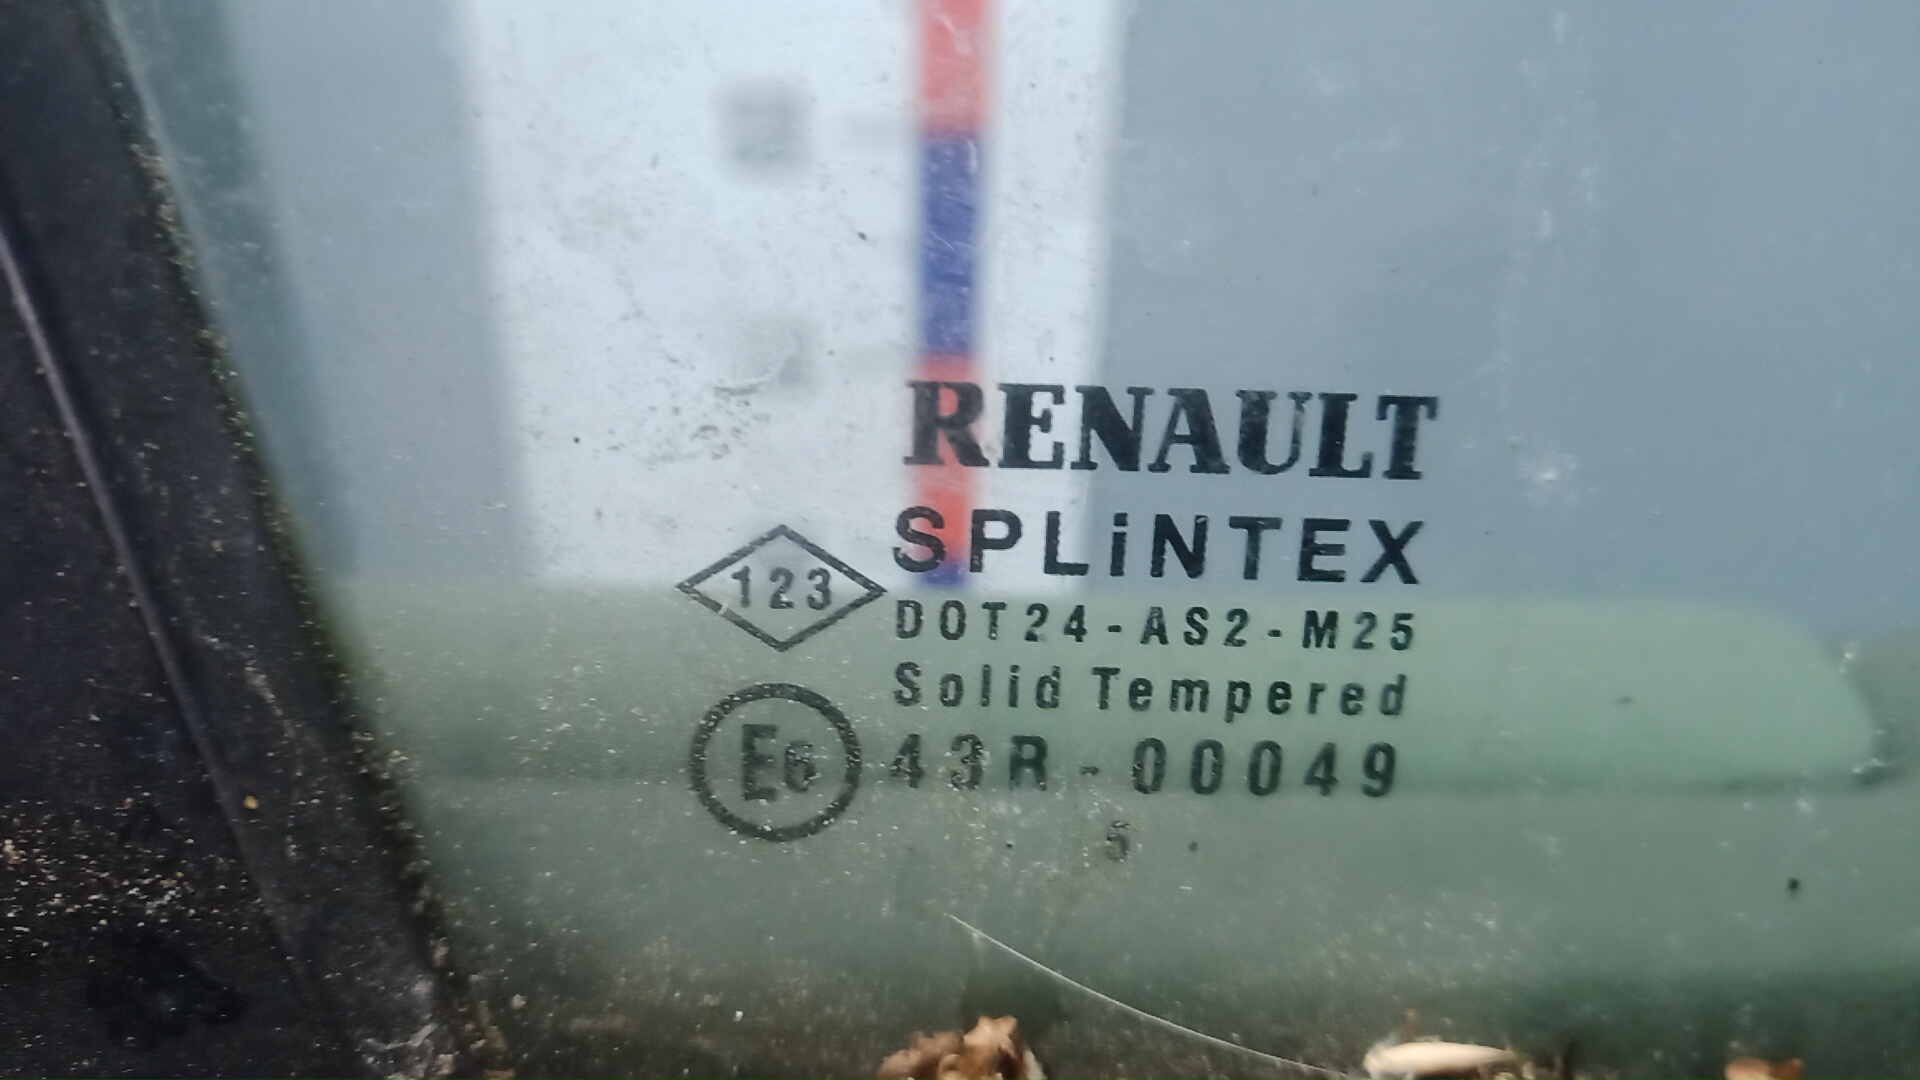 RENAULT
SPLiNTEX
123
DOT24-AS2-M25
Solid Tempered
E6 43R-00049
5 .